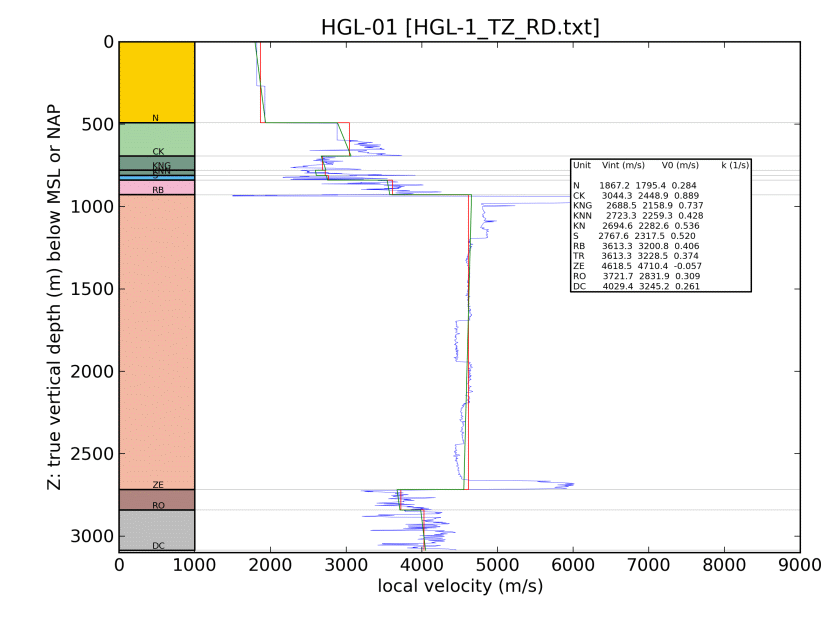 HGL-01 [HGL-1_TZ_RD.txt]
Z: true vertical depth (m) below MSL or NAP
0
500
1000
1500
2000
2500
3000
N
CK
KNG
KNN
RB
ZE
RO
DC
Unit Vint (m/s) V0 (m/s) k (1/s)
N 1867.2 1795.4 0.284
CK 3044.3 2448.9 0.889
KNG 2688.5 2158.9 0.737
KNN 2723.3 2259.3 0.428
KN 2694.6 2282.6 0.536
S 2767.6 2317.5 0.520
RB 3613.3 3200.8 0.406
TR 3613.3 3228.5 0.374
ZE 4618.5 4710.4 -0.057
RO 3721.7 2831.9 0.309
DC 4029.4 3245.2 0.261
0 1000 2000 3000 4000 5000 6000 7000 8000 9000
local velocity (m/s)